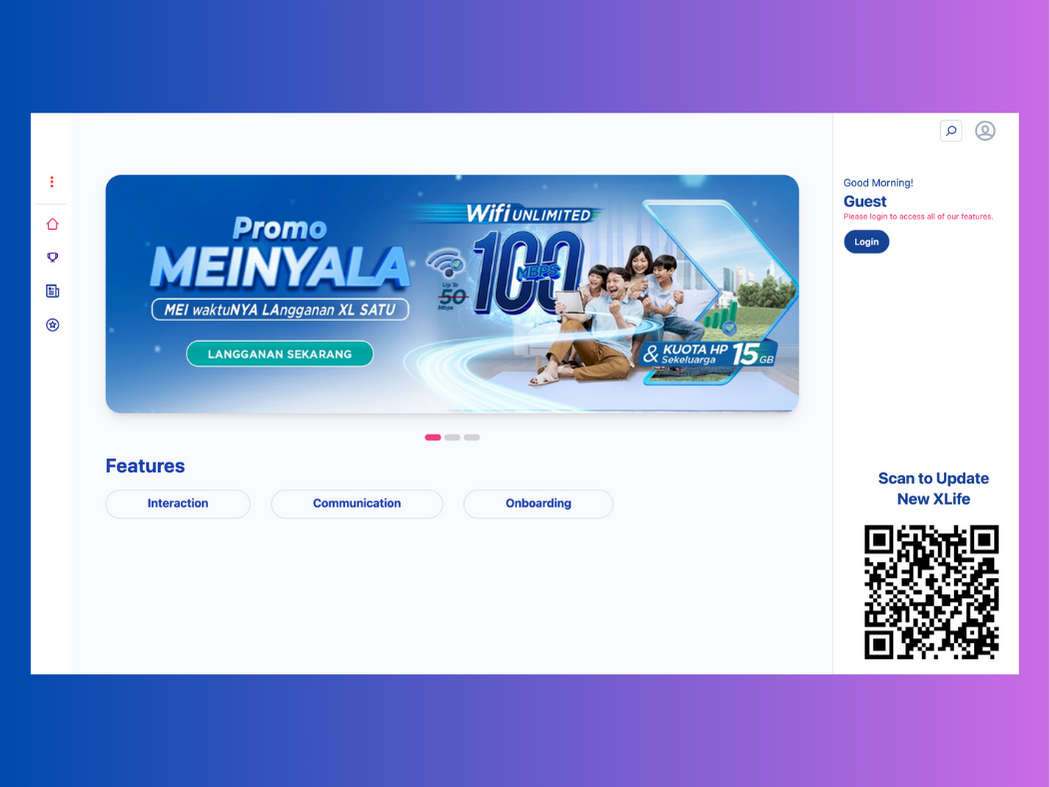 Promo
MEINYALA
MEI waktuNYA LAngganan XL SATU
LANGGANAN SEKARANG
Wifi UNLIMITED
100
MBPS
Up To
50
Mbps
& KUOTA HP 15 GB
Sekeluarga
Features
Interaction
Communication
Onboarding
Good Morning!
Guest
Please login to access all of our features.
Login
Scan to Update
New XLife